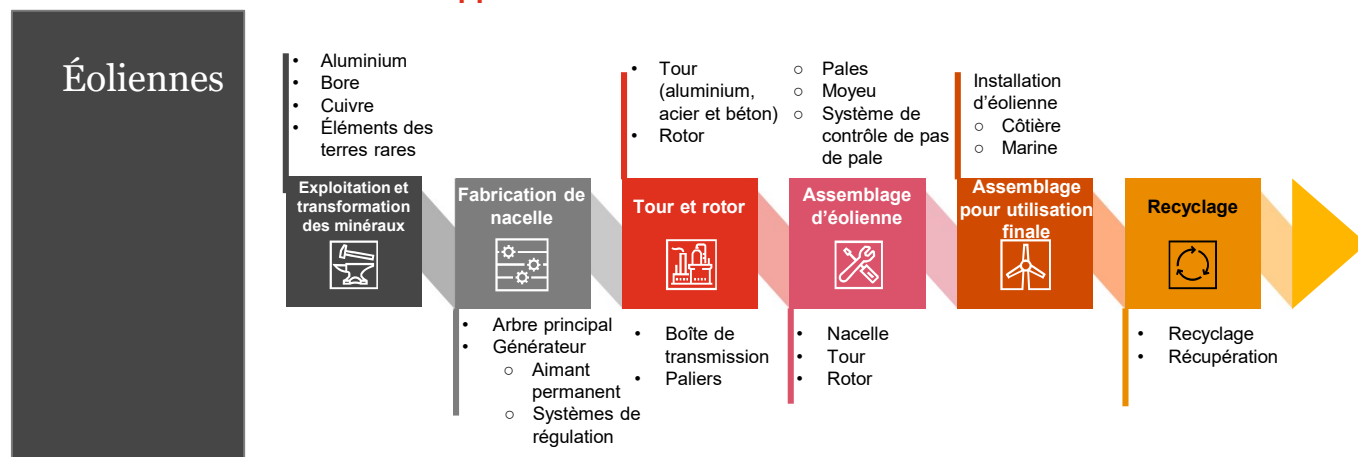 pp
Éoliennes
• Aluminium
• Bore
• Cuivre
• Éléments des
terres rares
Exploitation et
transformation
des minéraux
Fabrication de
nacelle
• Arbre principal
• Générateur
○ Aimant
permanent
○ Systèmes de
régulation
• Tour
(aluminium,
acier et béton)
• Rotor
○ Pales
○ Moyeu
○ Système de
contrôle de pas
de pale
Tour et rotor
• Boîte de
transmission
• Paliers
Assemblage
d'éolienne
• Nacelle
• Tour
• Rotor
Installation
d'éolienne
○ Côtière
○ Marine
Assemblage
pour utilisation
finale
Recyclage
• Recyclage
• Récupération